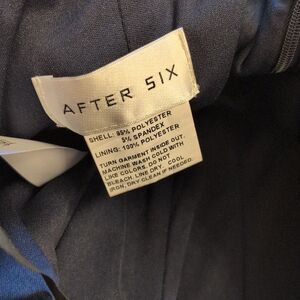 AFTER SIX
SHELL: 95% POLYESTER
5% SPANDEX
LINING: 100% POLYESTER
TURN GARMENT INSIDE OUT.
MACHINE WASH COLD WITH
LIKE COLORS. DO NOT
BLEACH. LINE DRY. COOL
IRON, DRY CLEAN IF NEEDED.